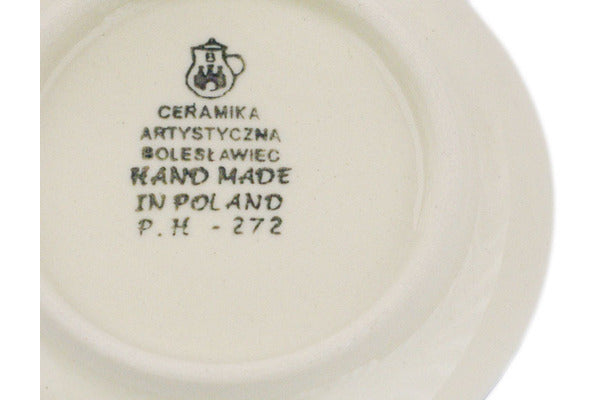 B
CERAMIKA
ARTYSTYCZNA
BOLESŁAWIEC
HAND MADE
IN POLAND
P.H - 272